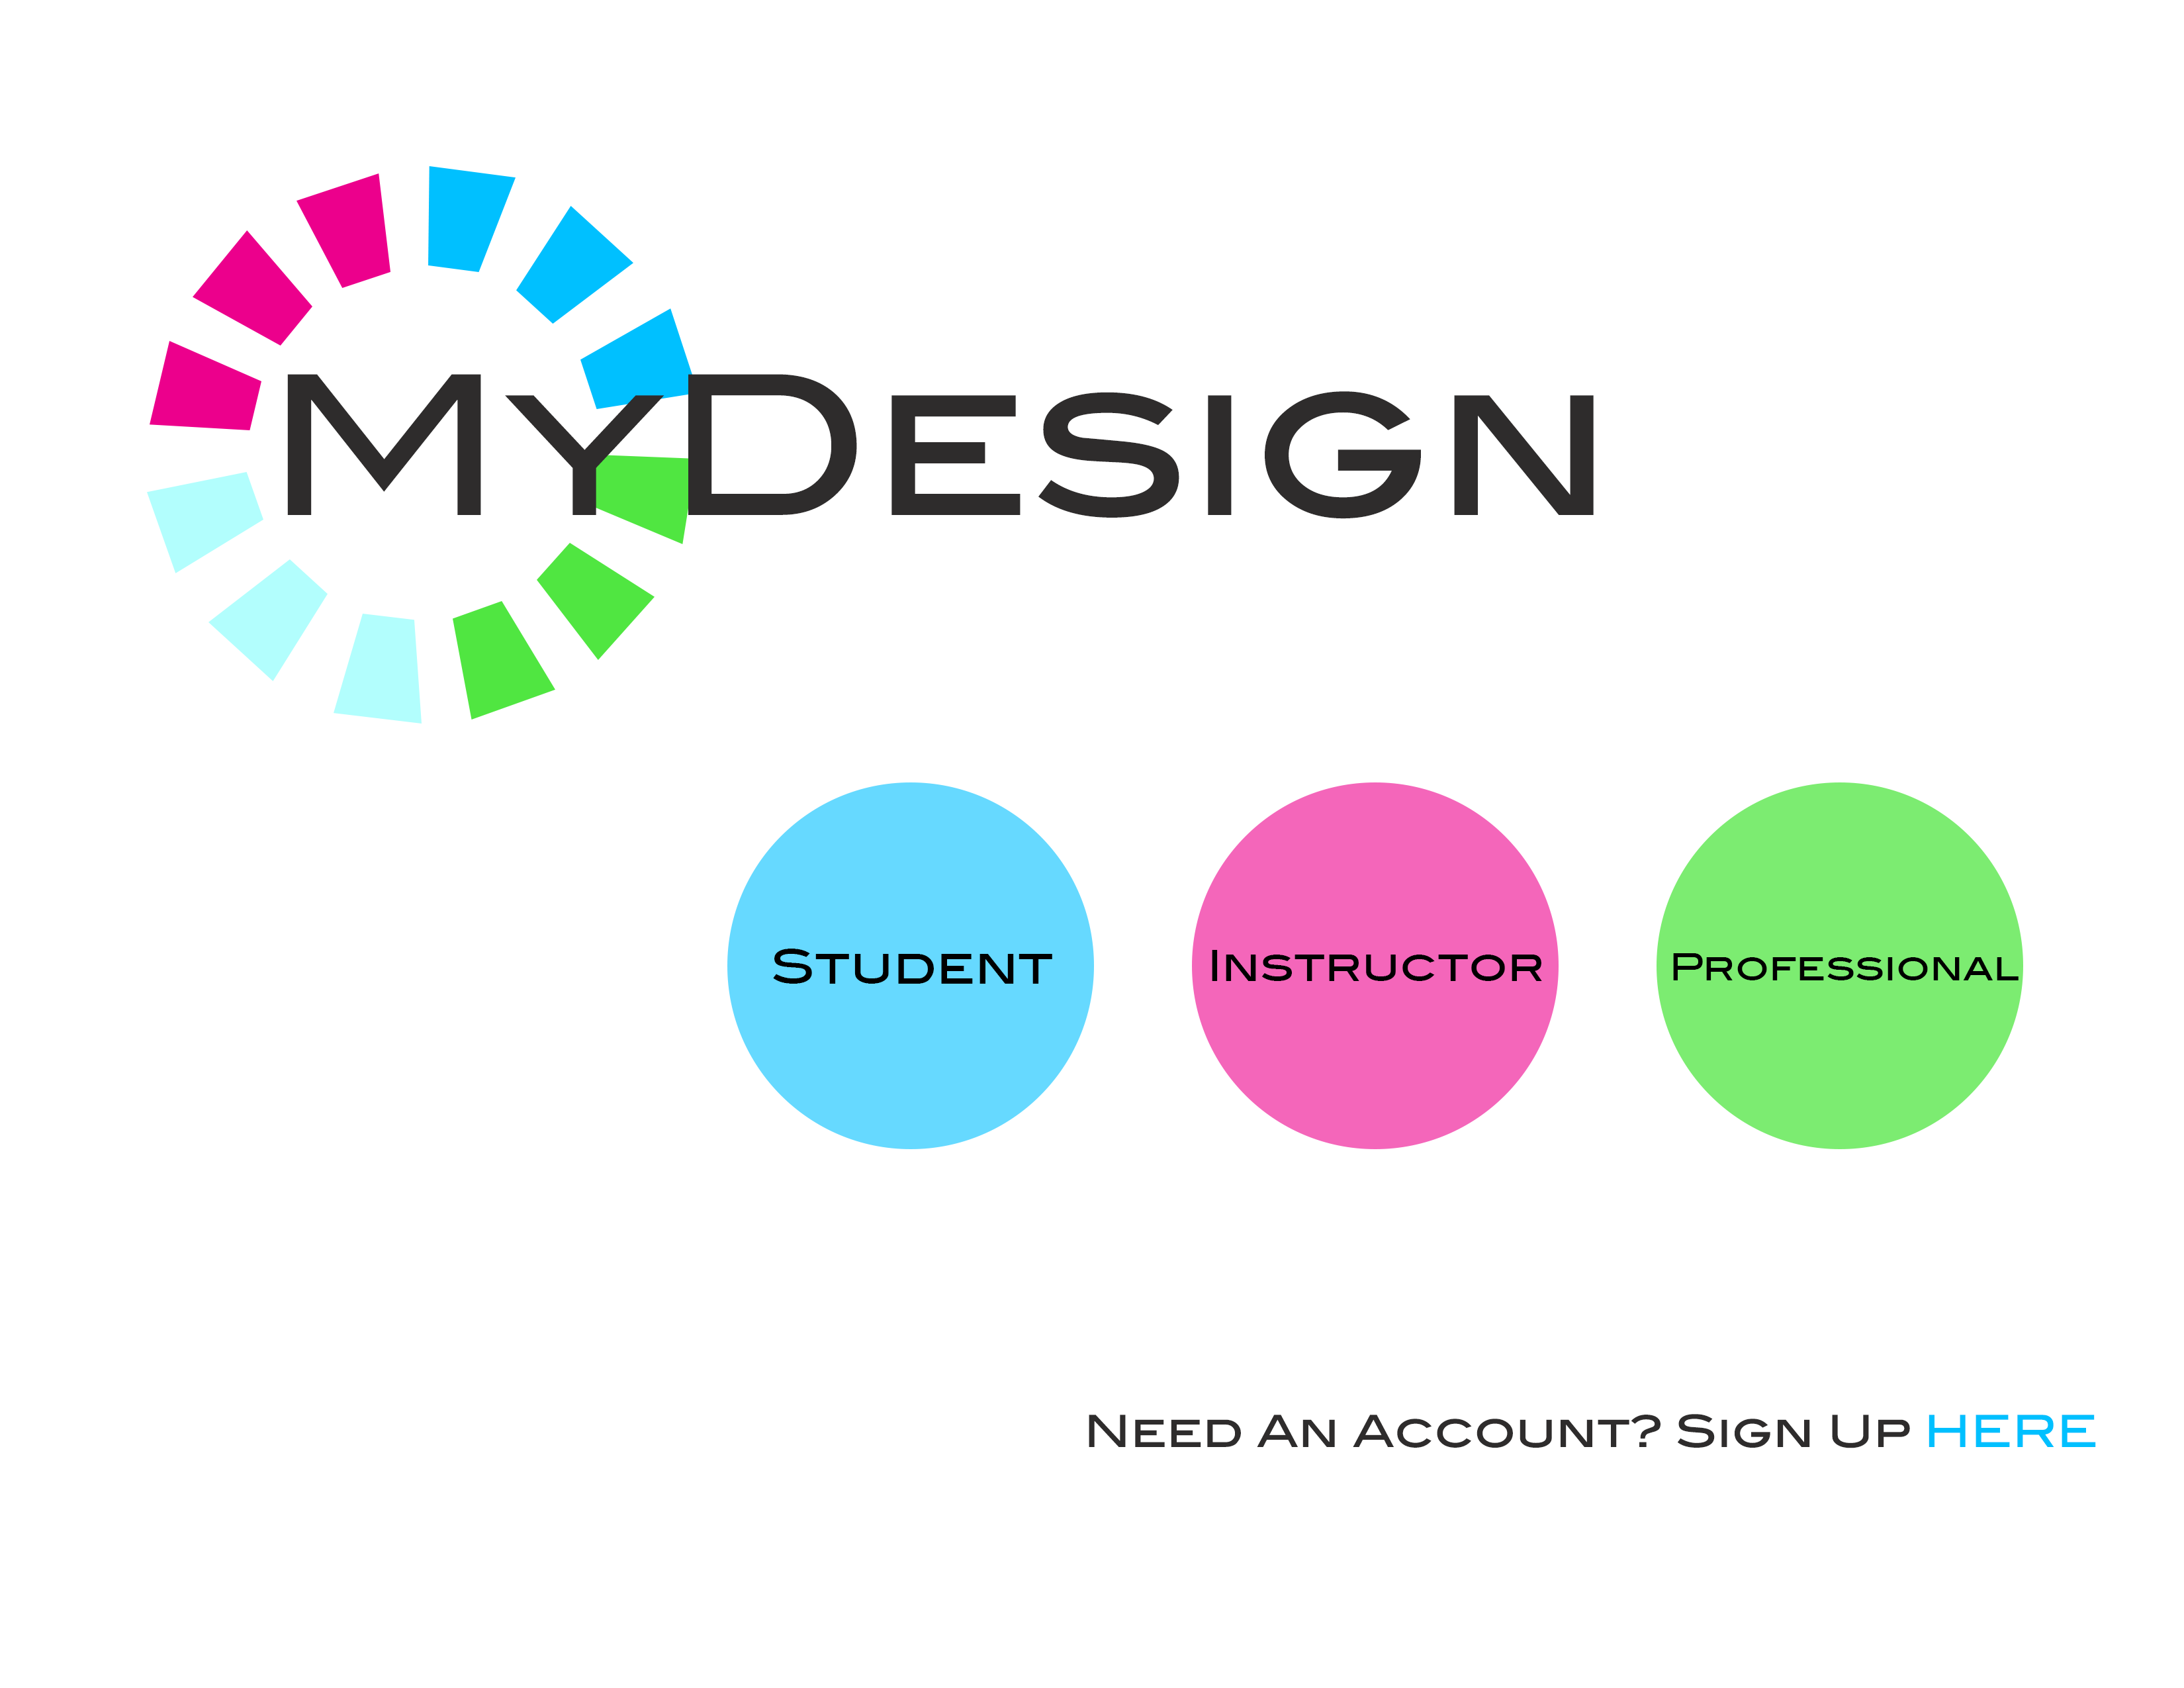 MyDesign
Student
Instructor
Professional
Need An Account? Sign Up HERE